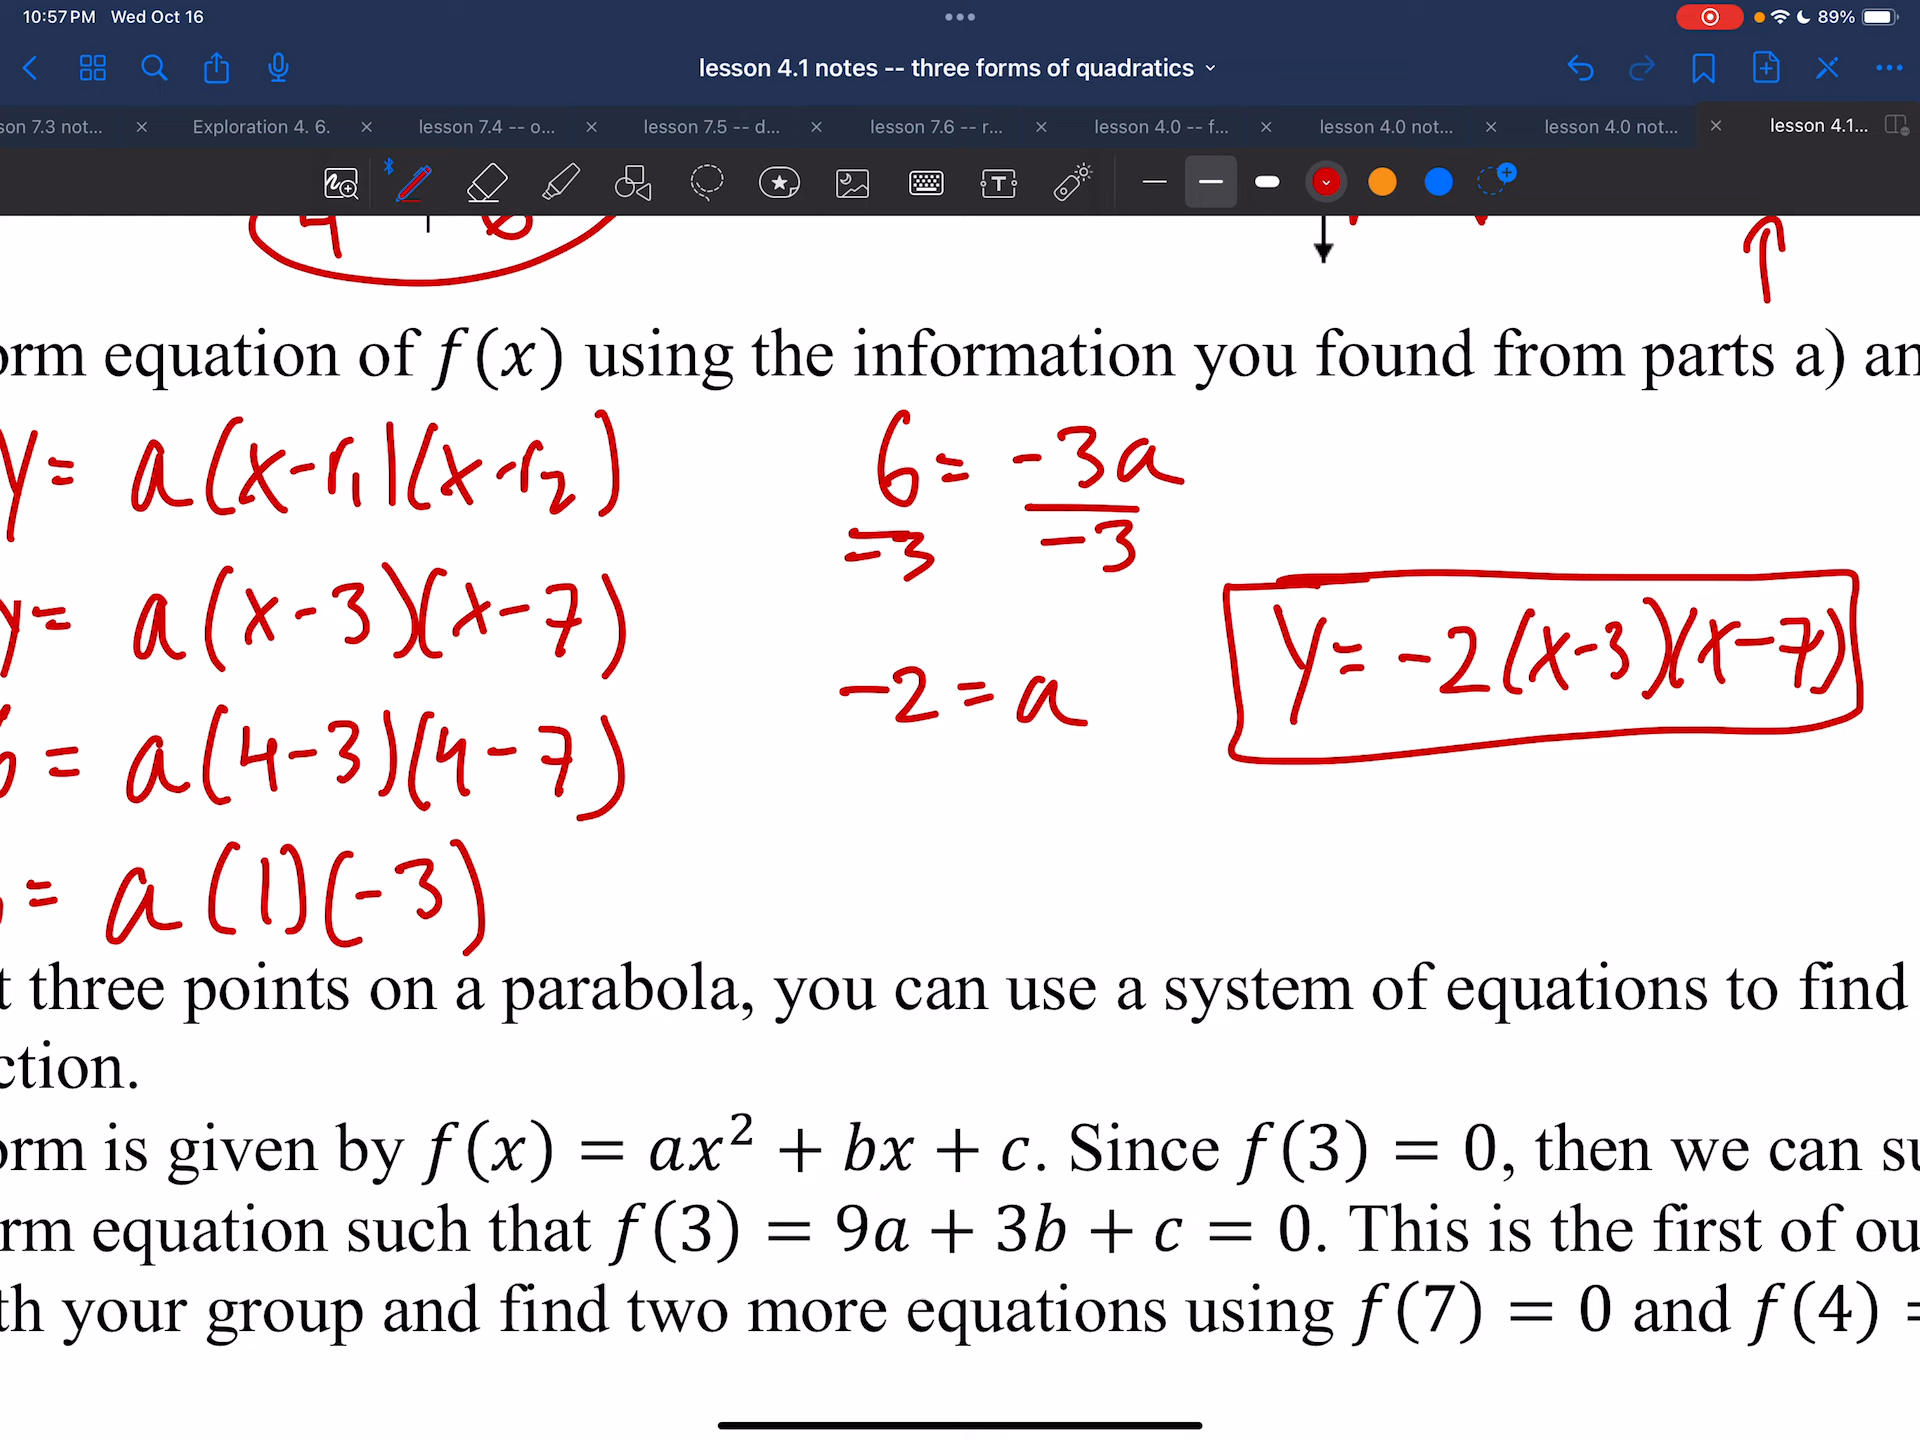 10:57 PM Wed Oct 16 89%
lesson 4.1 notes -- three forms of quadratics
son 7.3 not... Exploration 4. 6. lesson 7.4 -- o... lesson 7.5 -- d... lesson 7.6 -- r... lesson 4.0 -- f... lesson 4.0 not... lesson 4.0 not... lesson 4.1...
4 6
orm equation of f(x) using the information you found from parts a) an
y = a(x-r₁)(x-r₂)
y = a(x-3)(x-7)
6 = a(4-3)(4-7)
= a(1)(-3)
6 = -3a
-3 -3
-2 = a
y = -2(x-3)(x-7)
t three points on a parabola, you can use a system of equations to find
ction.
orm is given by f(x) = ax² + bx + c. Since f(3) = 0, then we can su
rm equation such that f(3) = 9a + 3b + c = 0. This is the first of ou
th your group and find two more equations using f(7) = 0 and f(4) =